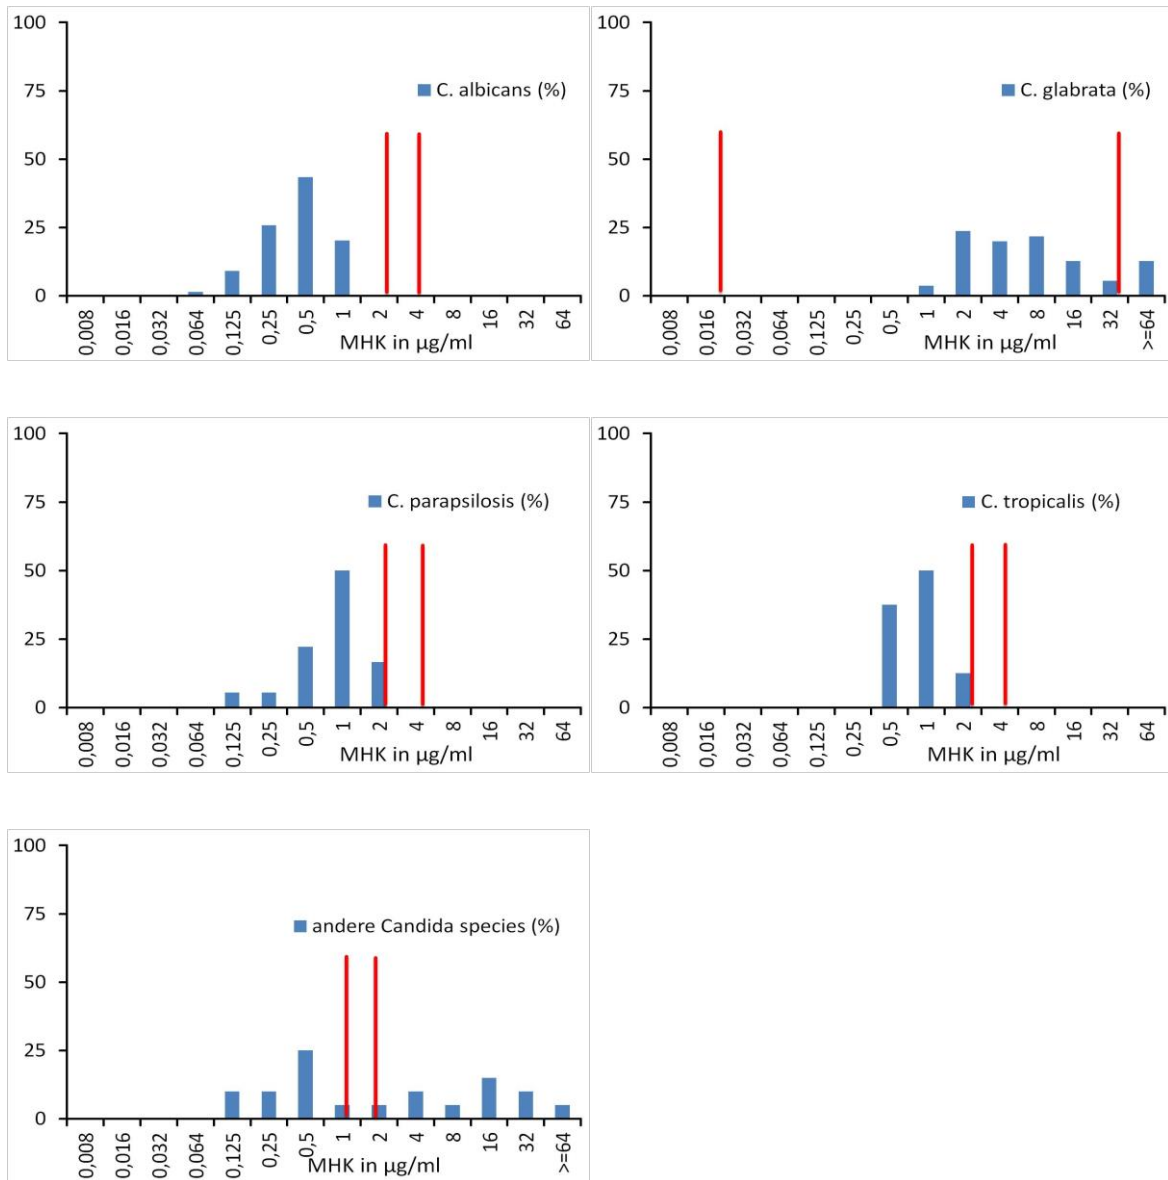 100
75
50
25
0
C. albicans (%)
0,008 0,016 0,032 0,064 0,125 0,25 0,5 1 2 4 8 16 32 64
MHK in µg/ml
100
75
50
25
0
C. glabrata (%)
0,008 0,016 0,032 0,064 0,125 0,25 0,5 1 2 4 8 16 32 >=64
MHK in µg/ml
100
75
50
25
0
C. parapsilosis (%)
0,008 0,016 0,032 0,064 0,125 0,25 0,5 1 2 4 8 16 32 64
MHK in µg/ml
100
75
50
25
0
C. tropicalis (%)
0,008 0,016 0,032 0,064 0,125 0,25 0,5 1 2 4 8 16 32 64
MHK in µg/ml
100
75
50
25
0
andere Candida species (%)
0,008 0,016 0,032 0,064 0,125 0,25 0,5 1 2 4 8 16 32 >=64
MHK in µg/ml